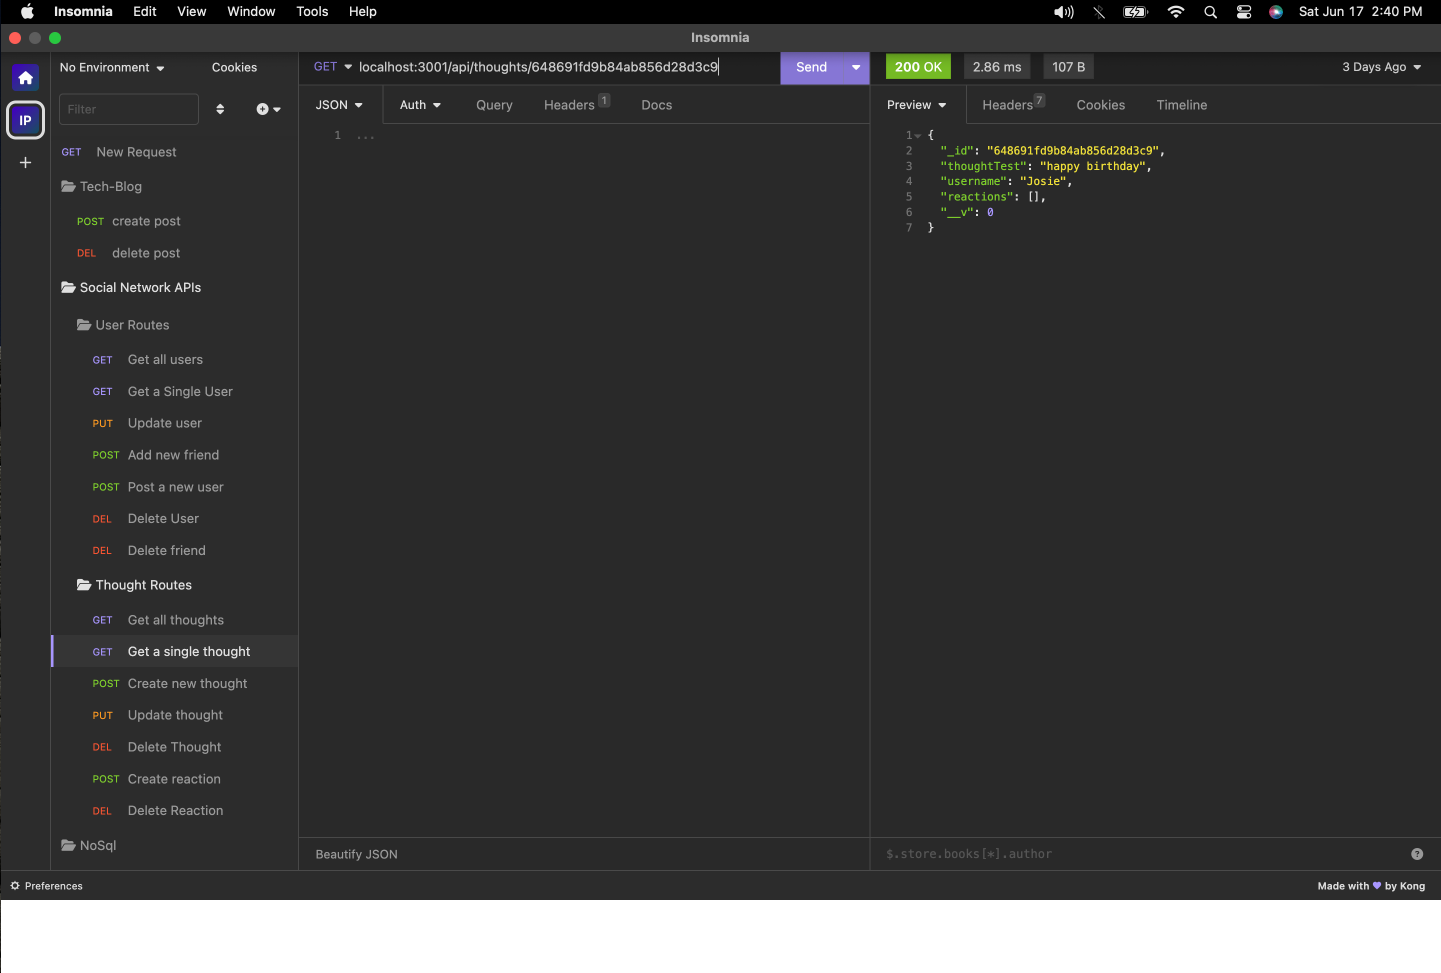 Insomnia Edit View Window Tools Help Sat Jun 17 2:40 PM
Insomnia
No Environment Cookies
GET localhost:3001/api/thoughts/648691fd9b84ab856d28d3c9 Send
200 OK 2.86 ms 107 B 3 Days Ago
Filter
IP
JSON Auth Query Headers 1 Docs
Preview Headers 7 Cookies Timeline
1 ...
1 {
2 "_id": "648691fd9b84ab856d28d3c9",
3 "thoughtTest": "happy birthday",
4 "username": "Josie",
5 "reactions": [],
6 "__v": 0
7 }
GET New Request
Tech-Blog
POST create post
DEL delete post
Social Network APIs
User Routes
GET Get all users
GET Get a Single User
PUT Update user
POST Add new friend
POST Post a new user
DEL Delete User
DEL Delete friend
Thought Routes
GET Get all thoughts
GET Get a single thought
POST Create new thought
PUT Update thought
DEL Delete Thought
POST Create reaction
DEL Delete Reaction
NoSql
Beautify JSON
$.store.books[*].author
Preferences
Made with 💜 by Kong